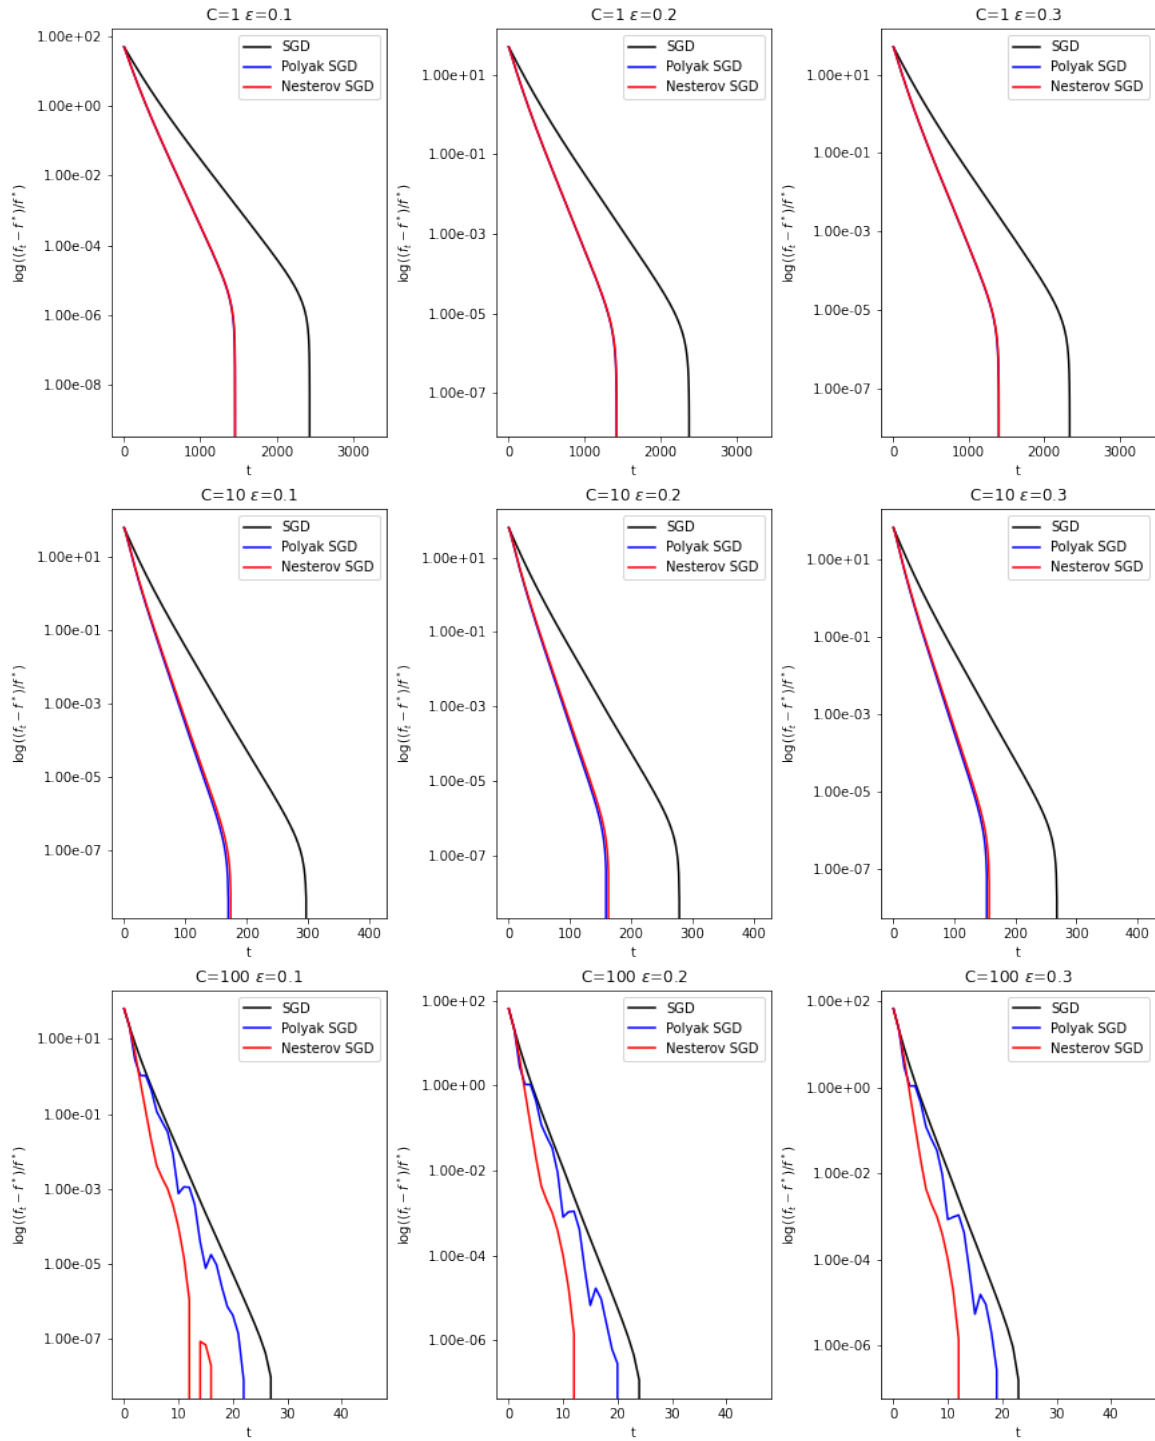 C=1 ε=0.1
1.00e+02
1.00e+00
1.00e-02
1.00e-04
1.00e-06
1.00e-08
log((f_t − f*)/f*)
SGD
Polyak SGD
Nesterov SGD
0 1000 2000 3000
t
C=1 ε=0.2
1.00e+01
1.00e-01
1.00e-03
1.00e-05
1.00e-07
log((f_t − f*)/f*)
SGD
Polyak SGD
Nesterov SGD
0 1000 2000 3000
t
C=1 ε=0.3
1.00e+01
1.00e-01
1.00e-03
1.00e-05
1.00e-07
log((f_t − f*)/f*)
SGD
Polyak SGD
Nesterov SGD
0 1000 2000 3000
t
C=10 ε=0.1
1.00e+01
1.00e-01
1.00e-03
1.00e-05
1.00e-07
log((f_t − f*)/f*)
SGD
Polyak SGD
Nesterov SGD
0 100 200 300 400
t
C=10 ε=0.2
1.00e+01
1.00e-01
1.00e-03
1.00e-05
1.00e-07
log((f_t − f*)/f*)
SGD
Polyak SGD
Nesterov SGD
0 100 200 300 400
t
C=10 ε=0.3
1.00e+01
1.00e-01
1.00e-03
1.00e-05
1.00e-07
log((f_t − f*)/f*)
SGD
Polyak SGD
Nesterov SGD
0 100 200 300 400
t
C=100 ε=0.1
1.00e+01
1.00e-01
1.00e-03
1.00e-05
1.00e-07
log((f_t − f*)/f*)
SGD
Polyak SGD
Nesterov SGD
0 10 20 30 40
t
C=100 ε=0.2
1.00e+02
1.00e+00
1.00e-02
1.00e-04
1.00e-06
log((f_t − f*)/f*)
SGD
Polyak SGD
Nesterov SGD
0 10 20 30 40
t
C=100 ε=0.3
1.00e+02
1.00e+00
1.00e-02
1.00e-04
1.00e-06
log((f_t − f*)/f*)
SGD
Polyak SGD
Nesterov SGD
0 10 20 30 40
t